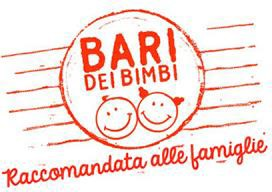 BARI
DEI BIMBI
Raccomandata alle famiglie